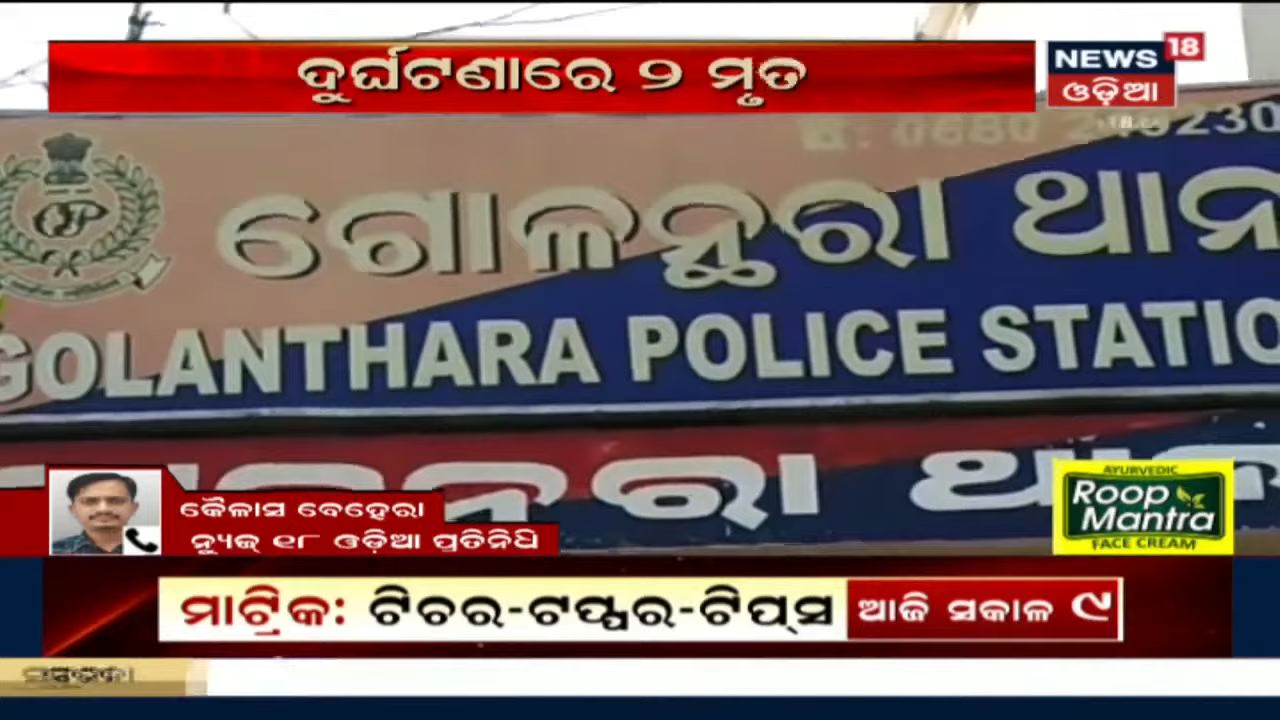 ଦୁର୍ଘଟଣାରେ ୨ ମୃତ
NEWS 18
ଓଡ଼ିଆ
ଗୋଳନ୍ଥରା ଥାନ
GOLANTHARA POLICE STATIO
କୈଳାସ ବେହେରା
ନ୍ୟୁଜ୍ ୧୮ ଓଡ଼ିଆ ପ୍ରତିନିଧି
AYURVEDIC
Roop
Mantra
FACE CREAM
ମାଟ୍ରିକ: ଟିଚର-ଟପ୍ପର-ଟିପ୍‌ସ ଆଜି ସକାଳ ୯